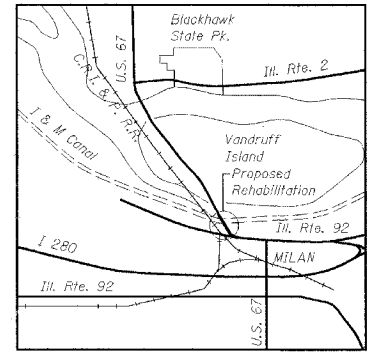 Blackhawk
State Pk.
U.S. 67
C.R.I. & P. R.R.
Ill. Rte. 2
I & M Canal
Vandruff
Island
Proposed
Rehabilitation
Ill. Rte. 92
I 280
MILAN
Ill. Rte. 92
U.S. 67